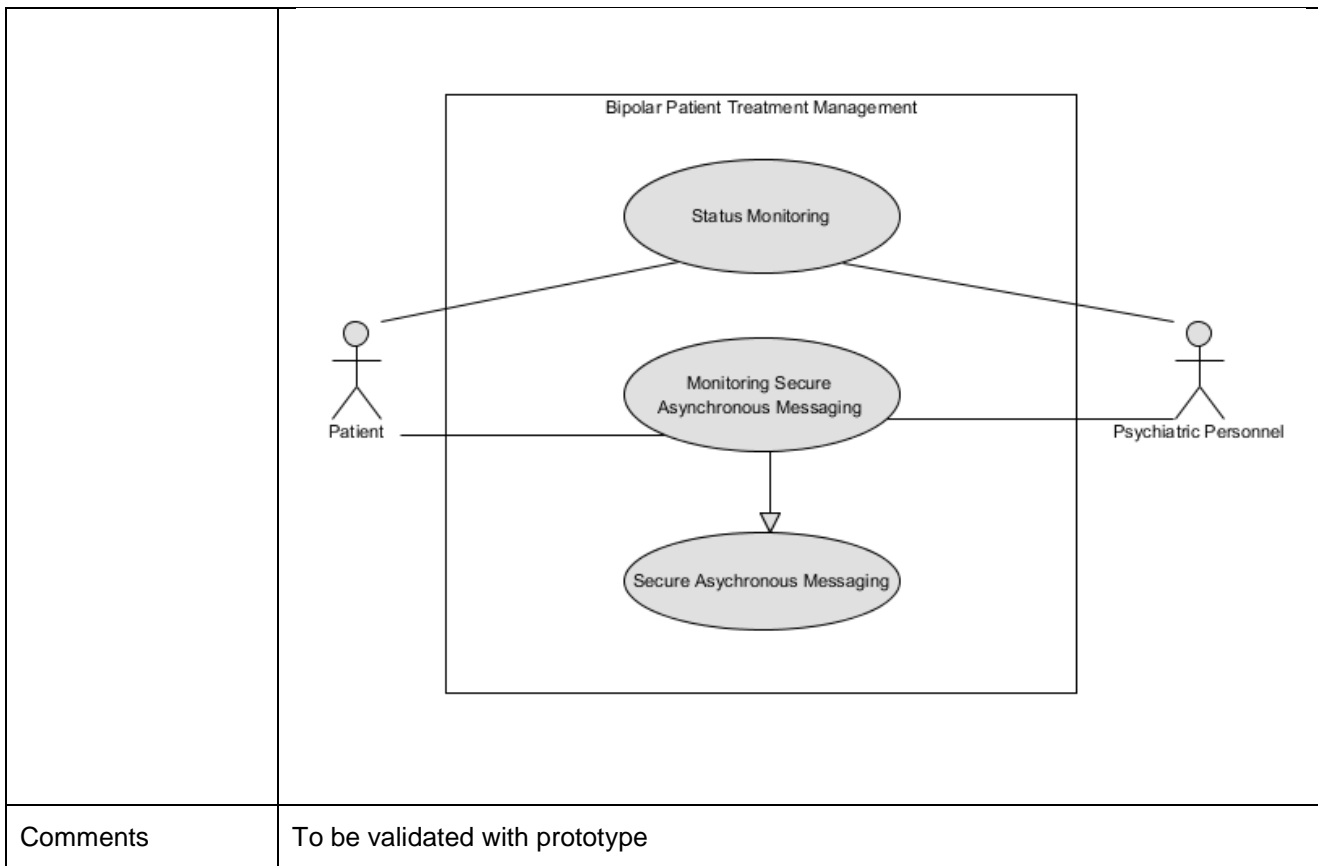 Bipolar Patient Treatment Management
Status Monitoring
Monitoring Secure
Asynchronous Messaging
Patient
Psychiatric Personnel
Secure Asychronous Messaging
Comments
To be validated with prototype